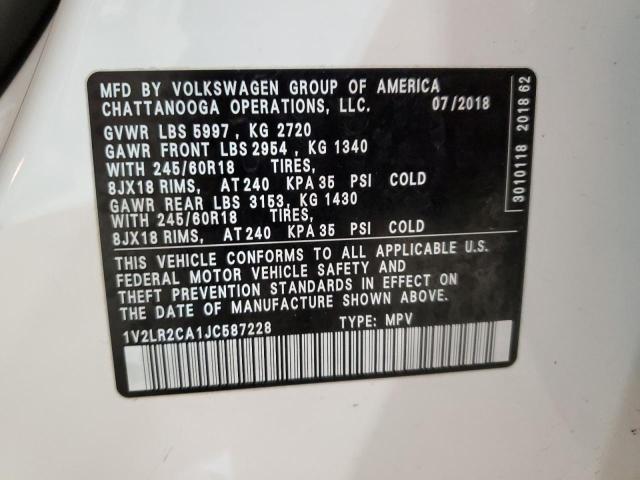 MFD BY VOLKSWAGEN GROUP OF AMERICA
CHATTANOOGA OPERATIONS, LLC. 07/2018
GVWR LBS 5997, KG 2720
GAWR FRONT LBS 2954, KG 1340
WITH 245/60R18 TIRES,
8JX18 RIMS, AT 240 KPA 35 PSI COLD
GAWR REAR LBS 3153, KG 1430
WITH 245/60R18 TIRES,
8JX18 RIMS, AT 240 KPA 35 PSI COLD
THIS VEHICLE CONFORMS TO ALL APPLICABLE U.S.
FEDERAL MOTOR VEHICLE SAFETY AND
THEFT PREVENTION STANDARDS IN EFFECT ON
THE DATE OF MANUFACTURE SHOWN ABOVE.
1V2LR2CA1JC587228 TYPE: MPV
3010118 2018 62